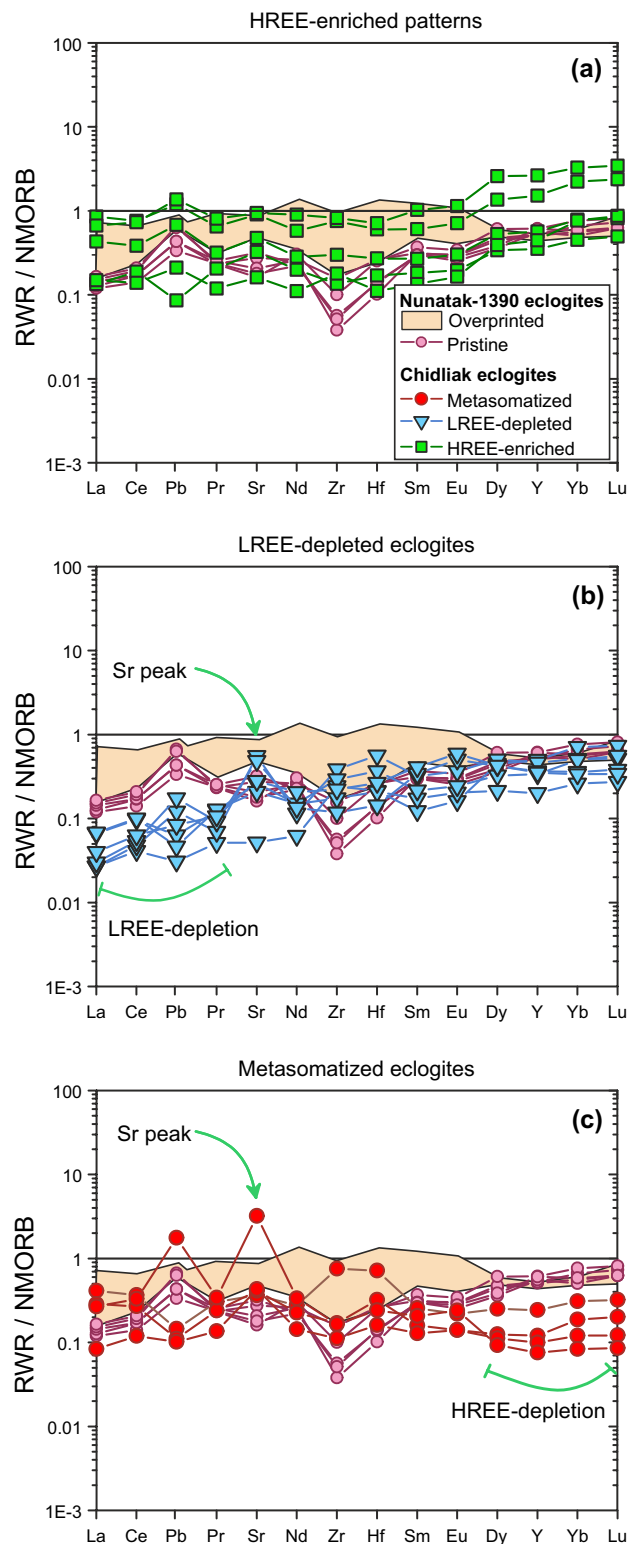 HREE-enriched patterns
100
(a)
10
1
0.1
0.01
1E-3
RWR / NMORB
Nunatak-1390 eclogites
Overprinted
Pristine
Chidliak eclogites
Metasomatized
LREE-depleted
HREE-enriched
La Ce Pb Pr Sr Nd Zr Hf Sm Eu Dy Y Yb Lu
LREE-depleted eclogites
100
(b)
10
Sr peak
1
0.1
0.01
LREE-depletion
1E-3
RWR / NMORB
La Ce Pb Pr Sr Nd Zr Hf Sm Eu Dy Y Yb Lu
Metasomatized eclogites
100
(c)
Sr peak
10
1
0.1
HREE-depletion
0.01
1E-3
RWR / NMORB
La Ce Pb Pr Sr Nd Zr Hf Sm Eu Dy Y Yb Lu